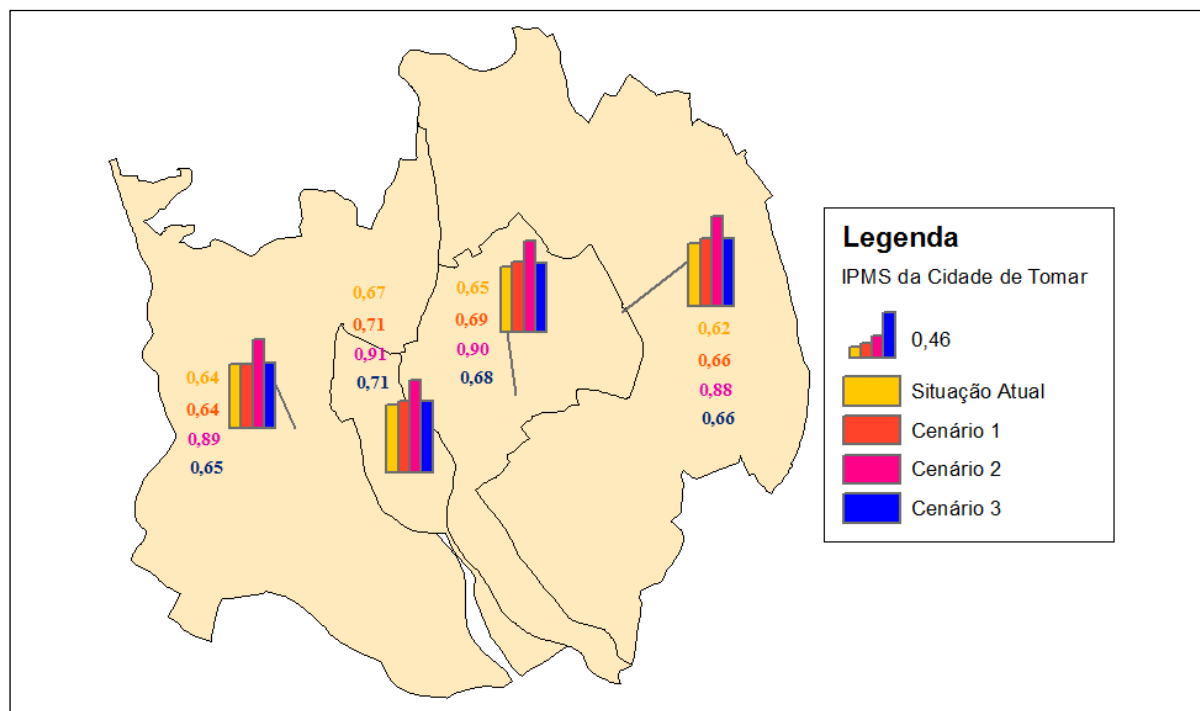 0,64
0,64
0,89
0,65
0,67
0,71
0,91
0,71
0,65
0,69
0,90
0,68
0,62
0,66
0,88
0,66
Legenda
IPMS da Cidade de Tomar
0,46
Situação Atual
Cenário 1
Cenário 2
Cenário 3